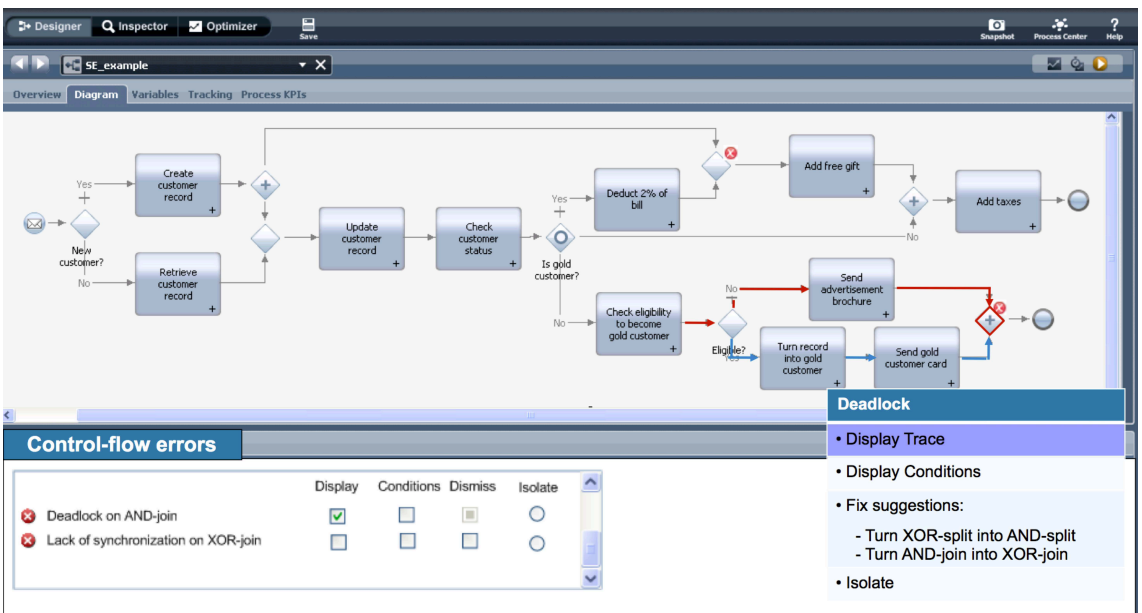 Designer Inspector Optimizer Save Snapshot Process Center Help
SE_example
Overview Diagram Variables Tracking Process KPIs
Yes
Create
customer
record
+
+
New
customer?
No
Retrieve
customer
record
+
Update
customer
record
+
Check
customer
status
+
Is gold
customer?
Yes
Deduct 2% of
bill
+
Add free gift
+
+
No
Add taxes
+
No
Check eligibility
to become
gold customer
+
Eligible?
No
Send
advertisement
brochure
+
Yes
Turn record
into gold
customer
+
Send gold
customer card
+
+
Control-flow errors
Display Conditions Dismiss Isolate
Deadlock on AND-join
Lack of synchronization on XOR-join
Deadlock
• Display Trace
• Display Conditions
• Fix suggestions:
- Turn XOR-split into AND-split
- Turn AND-join into XOR-join
• Isolate